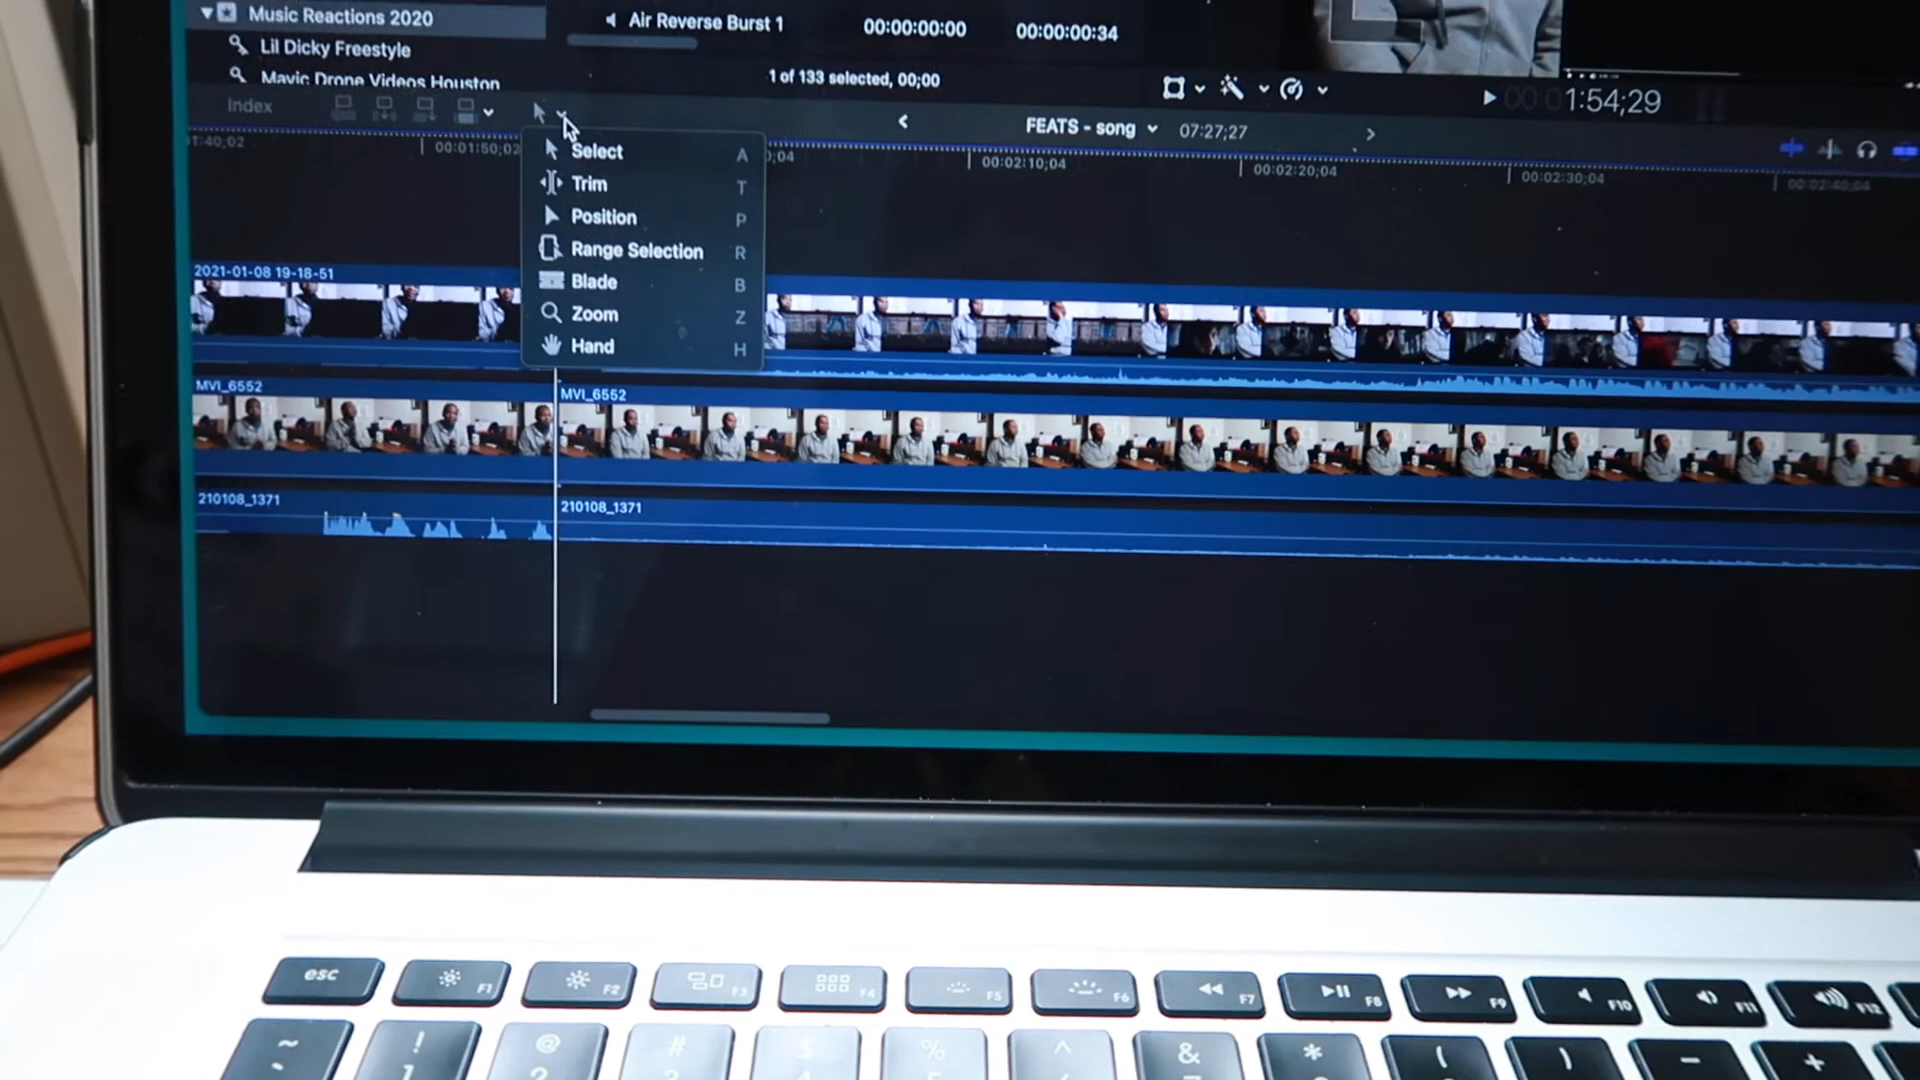 Music Reactions 2020
Lil Dicky Freestyle
Mavic Drone Videos Houston
Air Reverse Burst 1 00:00:00:00 00:00:00:34
1 of 133 selected, 00;00
1:54;29
Index
FEATS - song 07:27;27
1:40;02 00:01:50;02 0;04 00:02:10;04 00:02:20;04 00:02:30;04 00:02:40;04
Select A
Trim T
Position P
Range Selection R
Blade B
Zoom Z
Hand H
2021-01-08 19-18-51
MVI_6552 MVI_6552
210108_1371 210108_1371
esc F1 F2 F3 F4 F5 F6 F7 F8 F9 F10 F11 F12
~ ! @ # $ % ^ & * ( ) − +